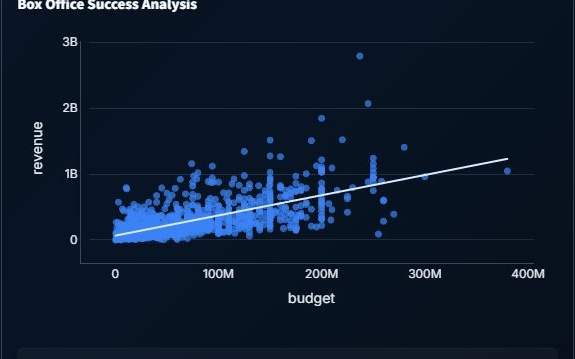 Box Office Success Analysis
3B
2B
revenue
1B
0
0 100M 200M 300M 400M
budget